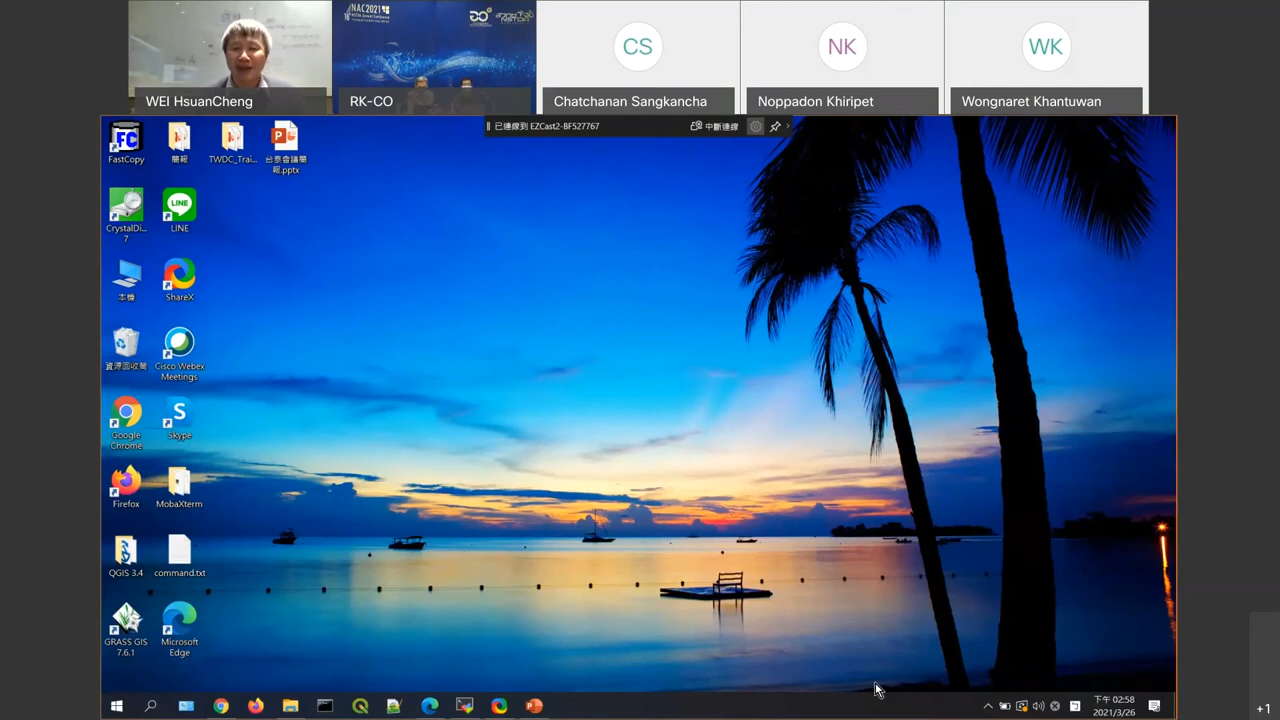 NAC2021
WEI HsuanCheng
RK-CO
CS
Chatchanan Sangkancha
NK
Noppadon Khiripet
WK
Wongnaret Khantuwan
已連線到 EZCast2-BF527767
中斷連線
FastCopy
簡報
TWDC_Trai...
台泰會議簡
報.pptx
CrystalDi...
7
LINE
本機
ShareX
資源回收筒
Cisco Webex
Meetings
Google
Chrome
Skype
Firefox
MobaXterm
QGIS 3.4
command.txt
GRASS GIS
7.6.1
Microsoft
Edge
下午 02:58
2021/3/26
+1